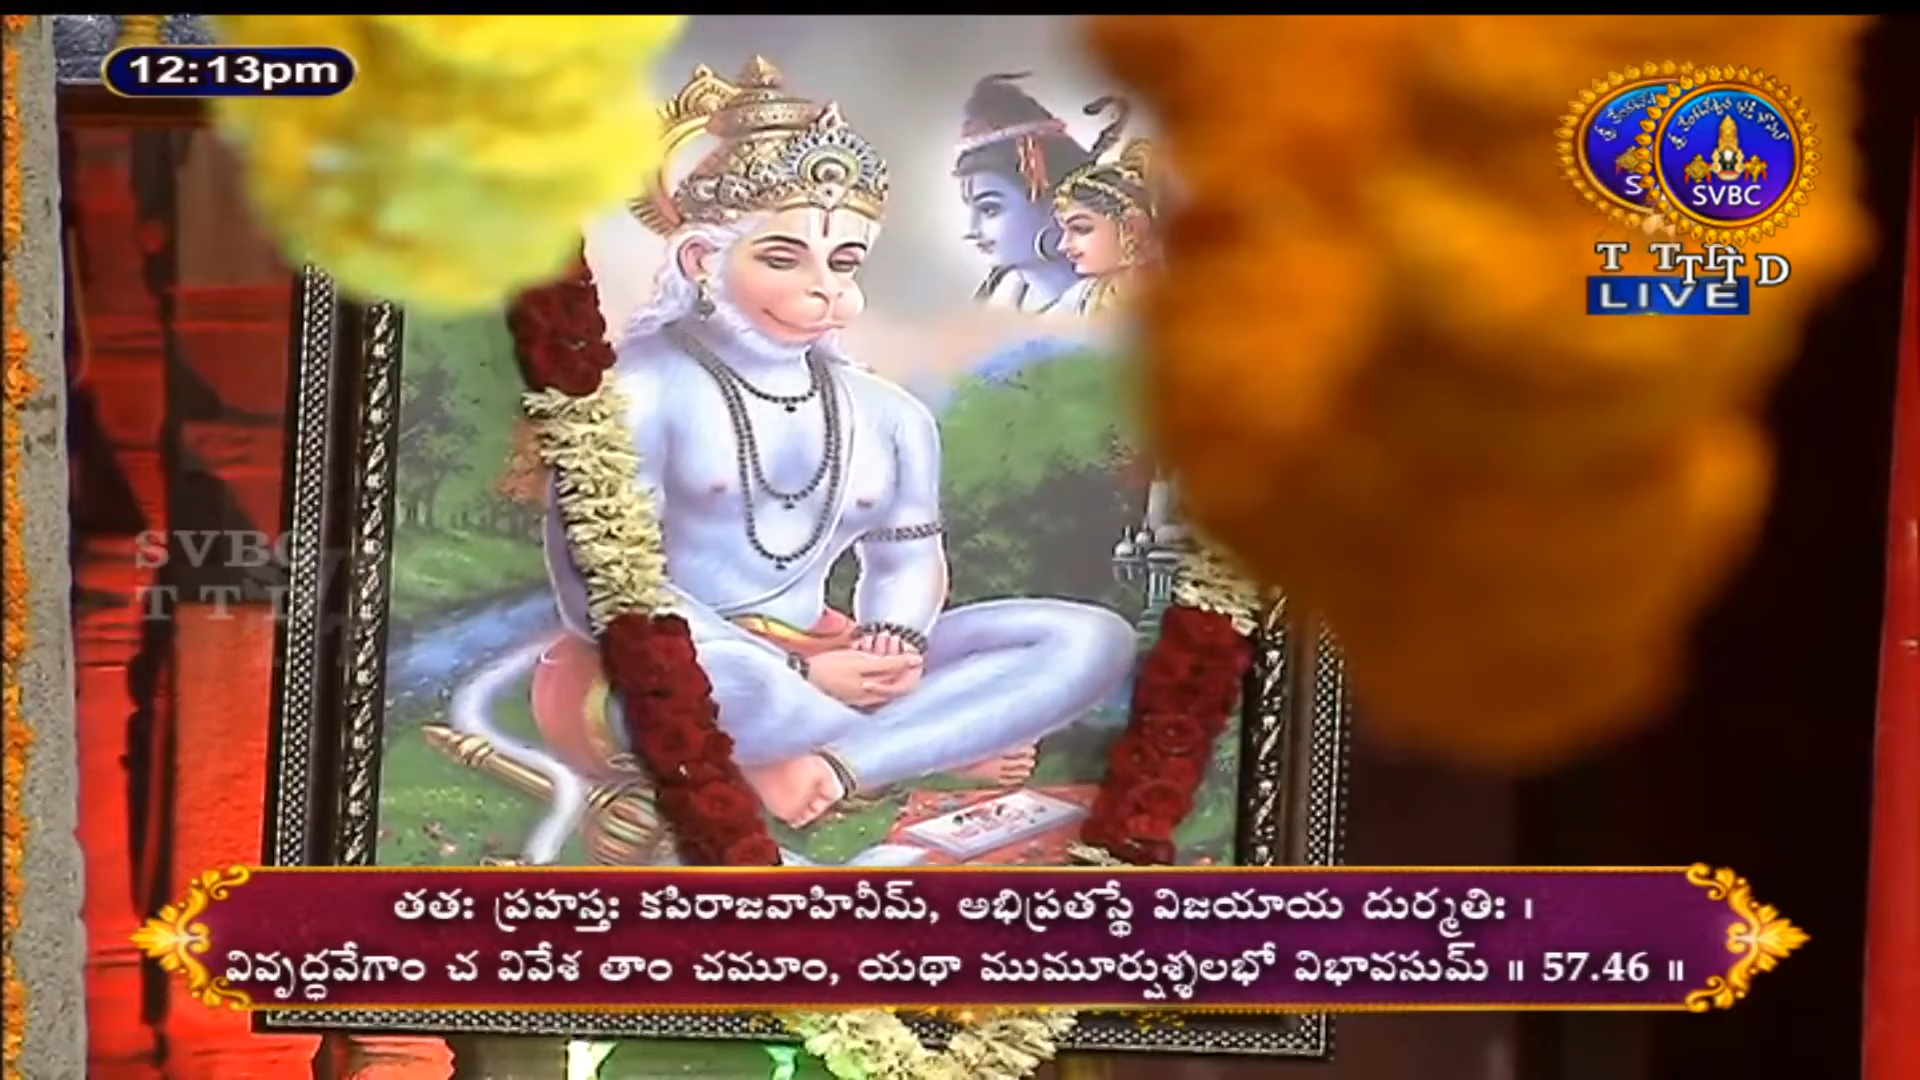 12:13pm
SVBC
TTD
LIVE
SVBC
తతః ప్రహస్తః కపిరాజవాహినీమ్, అభిప్రతస్థే విజయాయ దుర్మతిః ।
వివృద్ధవేగాం చ వివేశ తాం చమూం, యథా ముమూర్షుశ్శలభో విభావసుమ్ ॥ 57.46 ॥